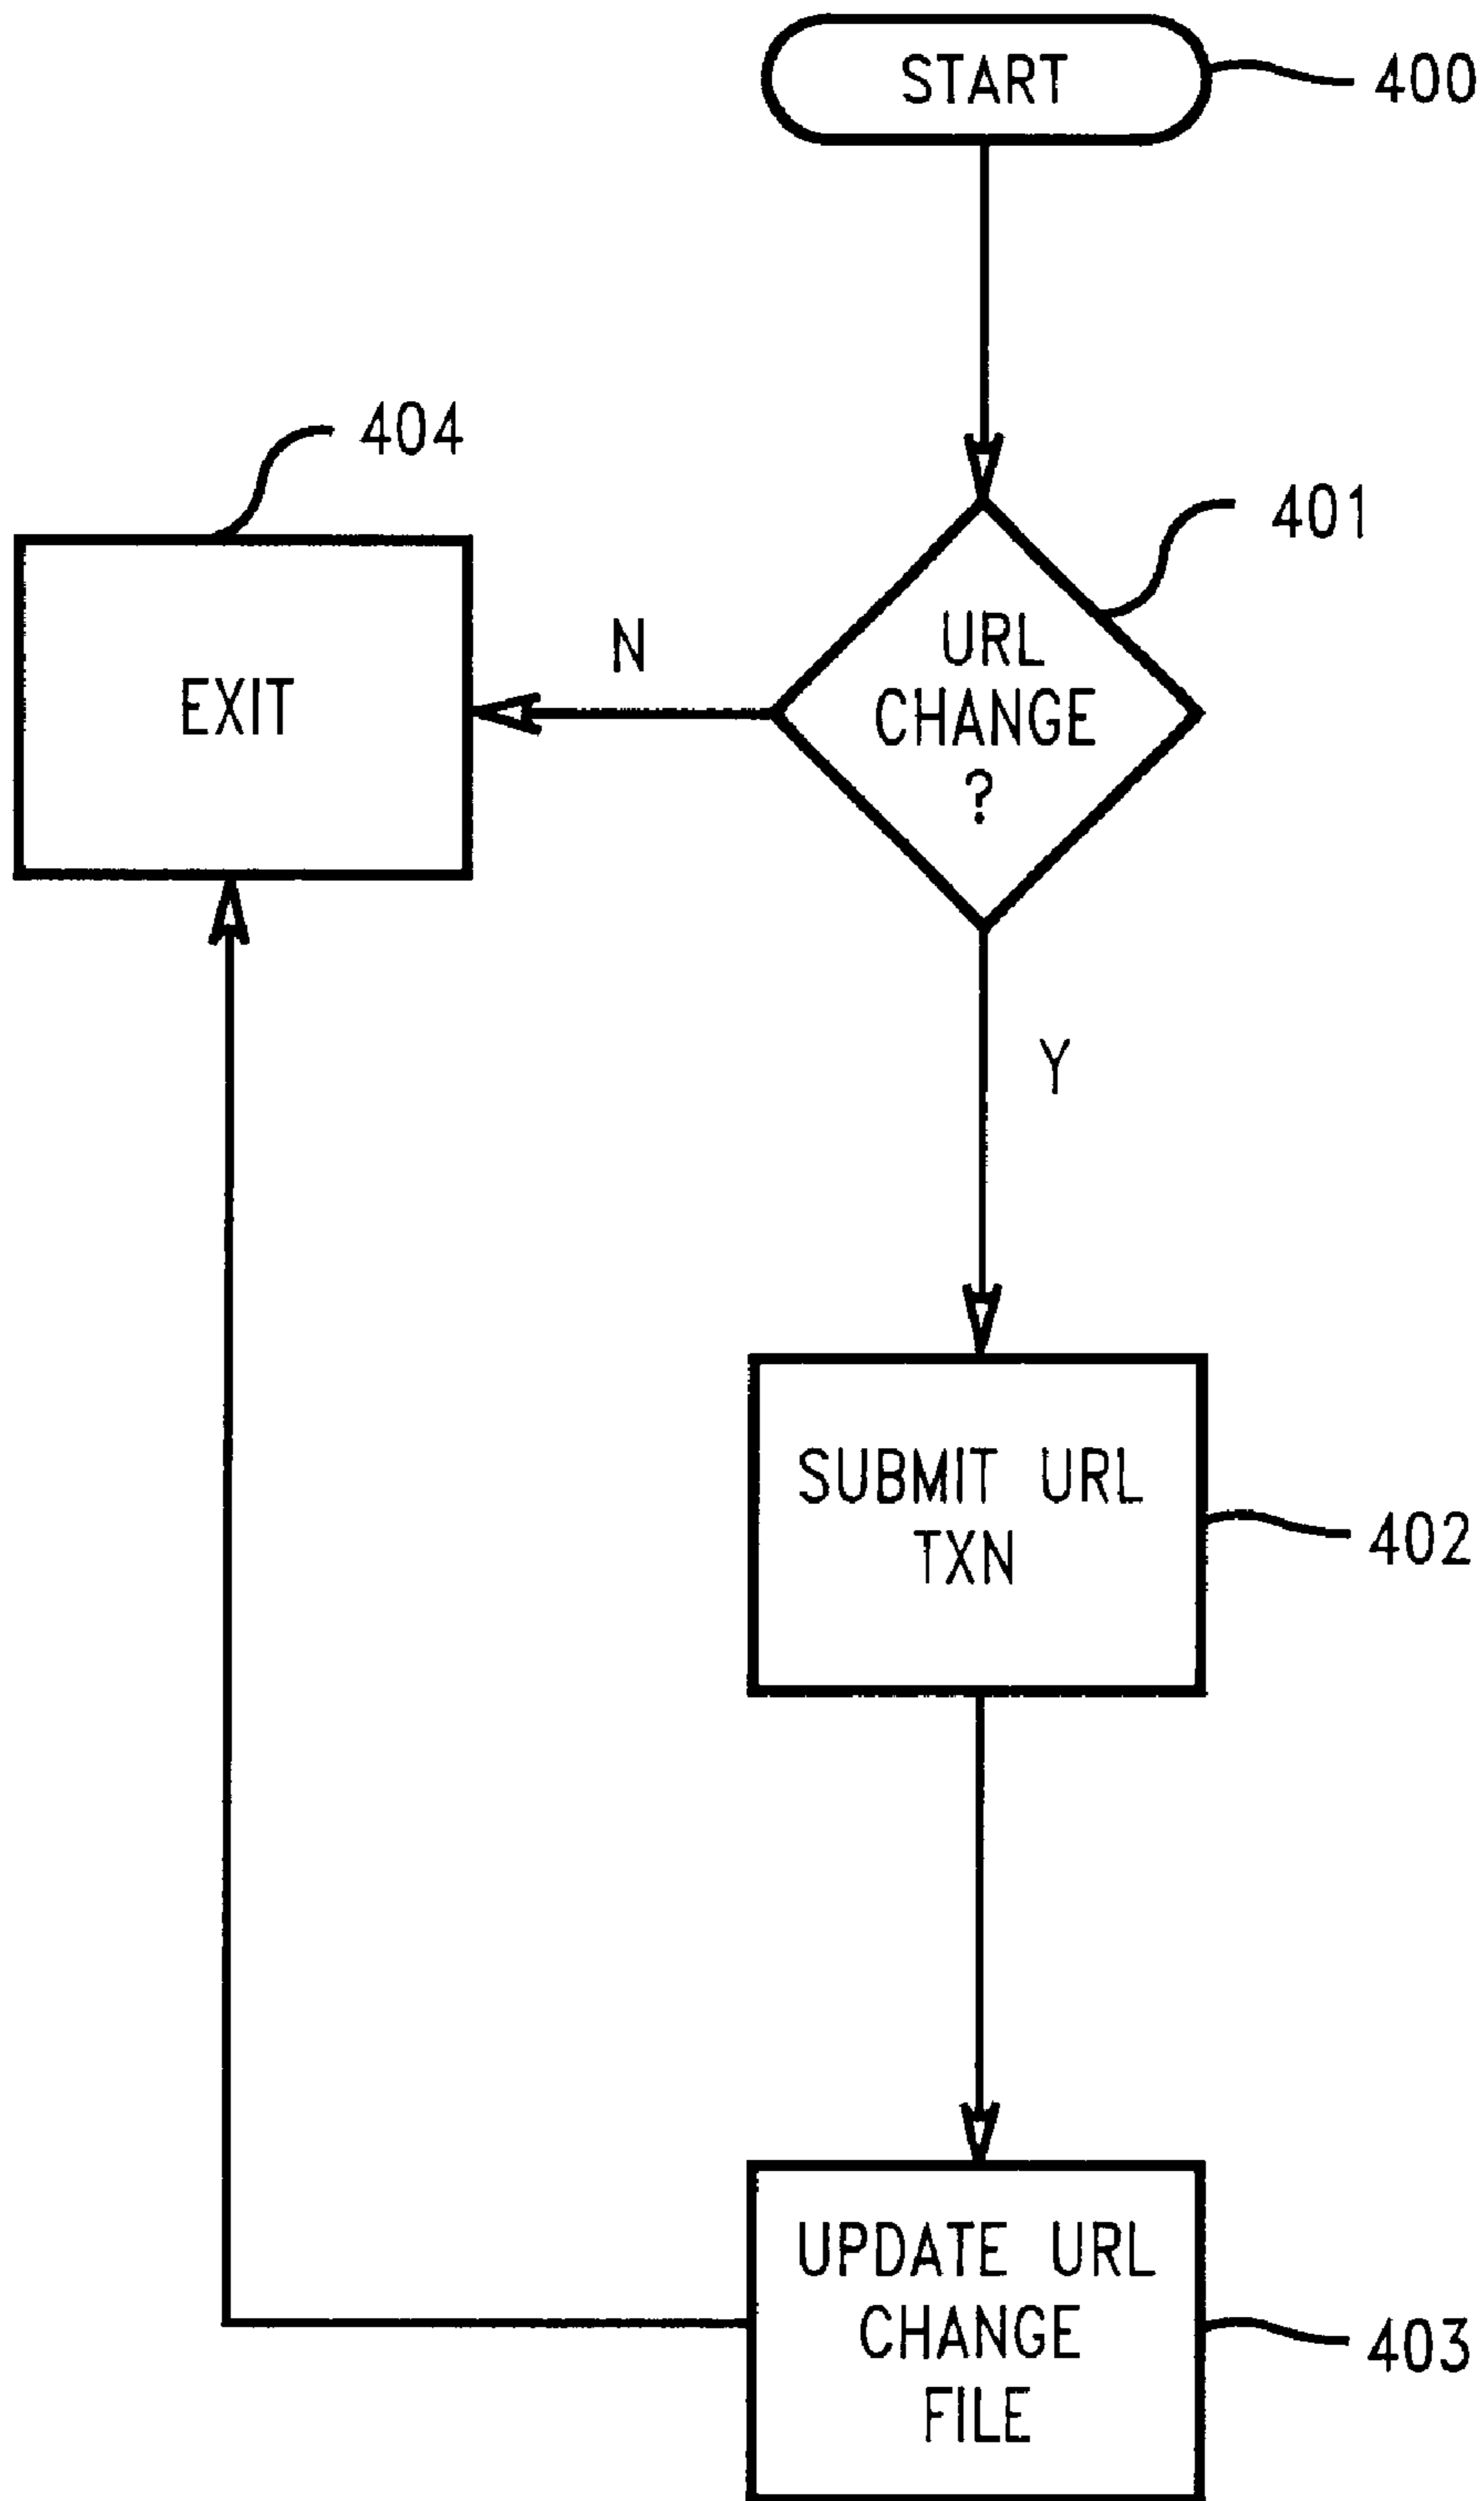 START
400
404
401
URL
CHANGE
?
N
EXIT
Y
SUBMIT URL
TXN
402
UPDATE URL
CHANGE
FILE
403